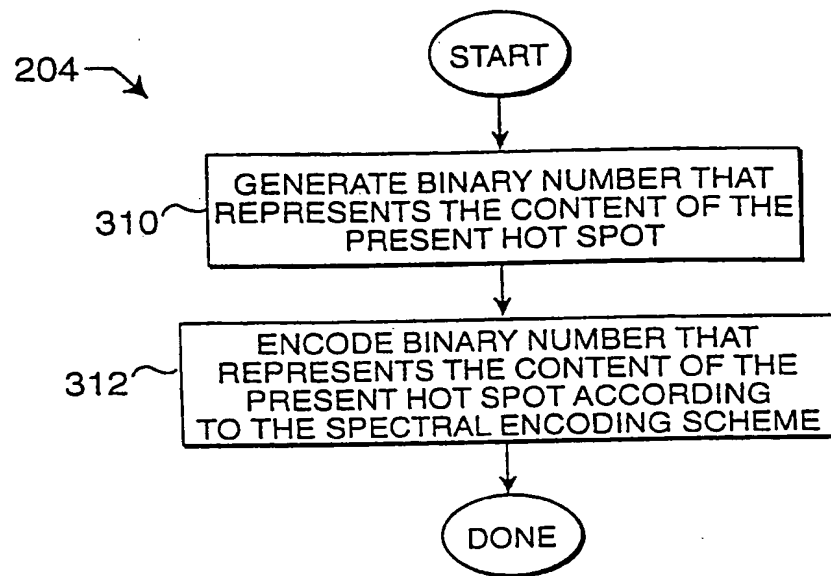 204
START
GENERATE BINARY NUMBER THAT
REPRESENTS THE CONTENT OF THE
PRESENT HOT SPOT
310
ENCODE BINARY NUMBER THAT
REPRESENTS THE CONTENT OF THE
PRESENT HOT SPOT ACCORDING
TO THE SPECTRAL ENCODING SCHEME
312
DONE